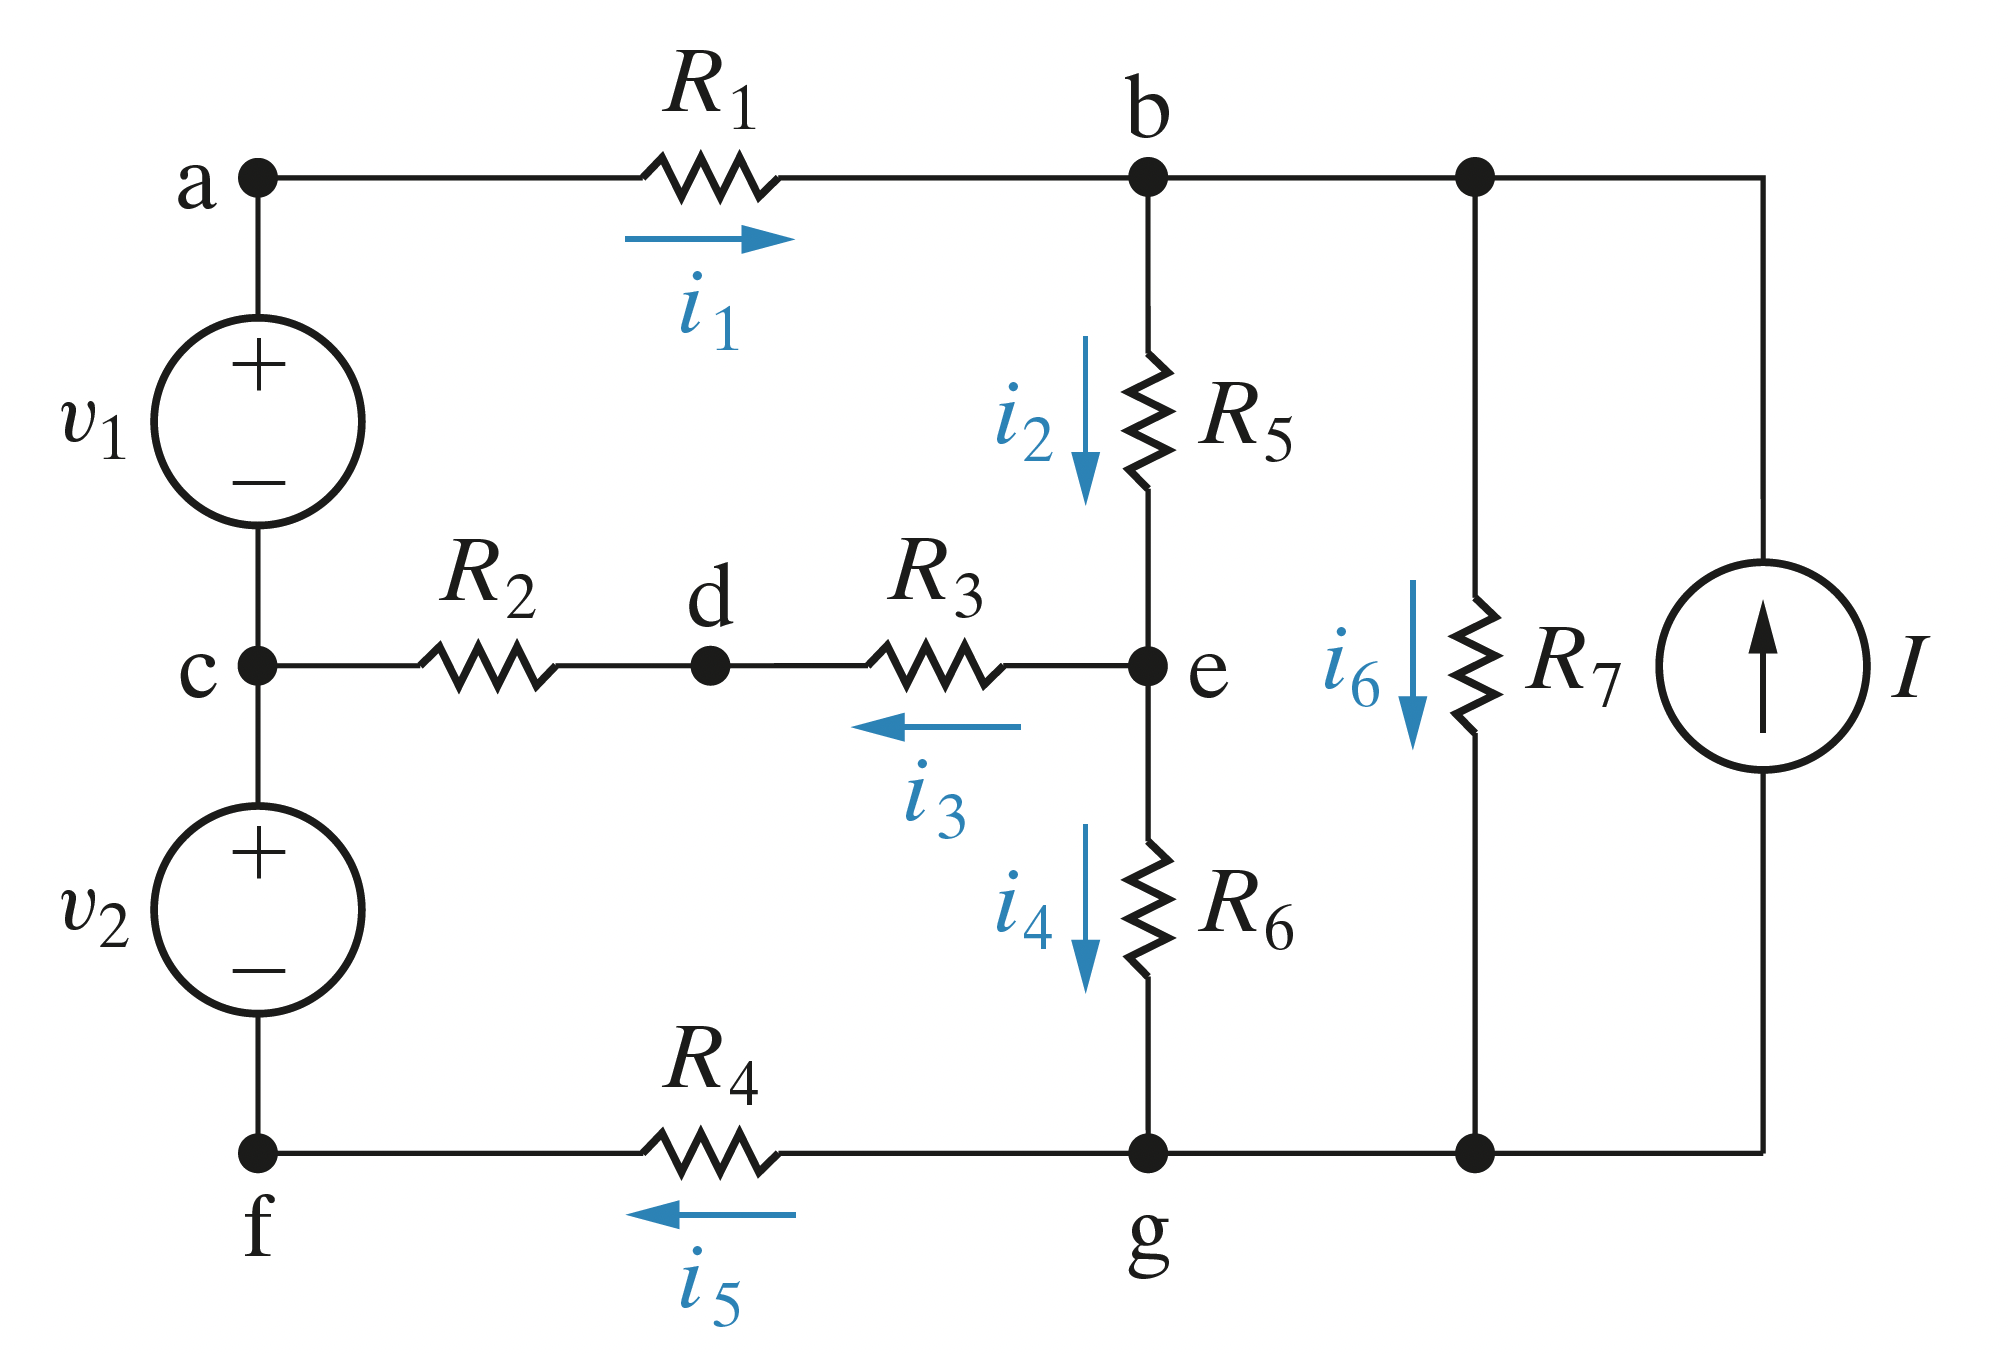 R1
b
a
i1
+
v1
i2
R5
−
R2
d
R3
c
e
i6
R7
I
i3
+
v2
i4
R6
−
R4
f
g
i5